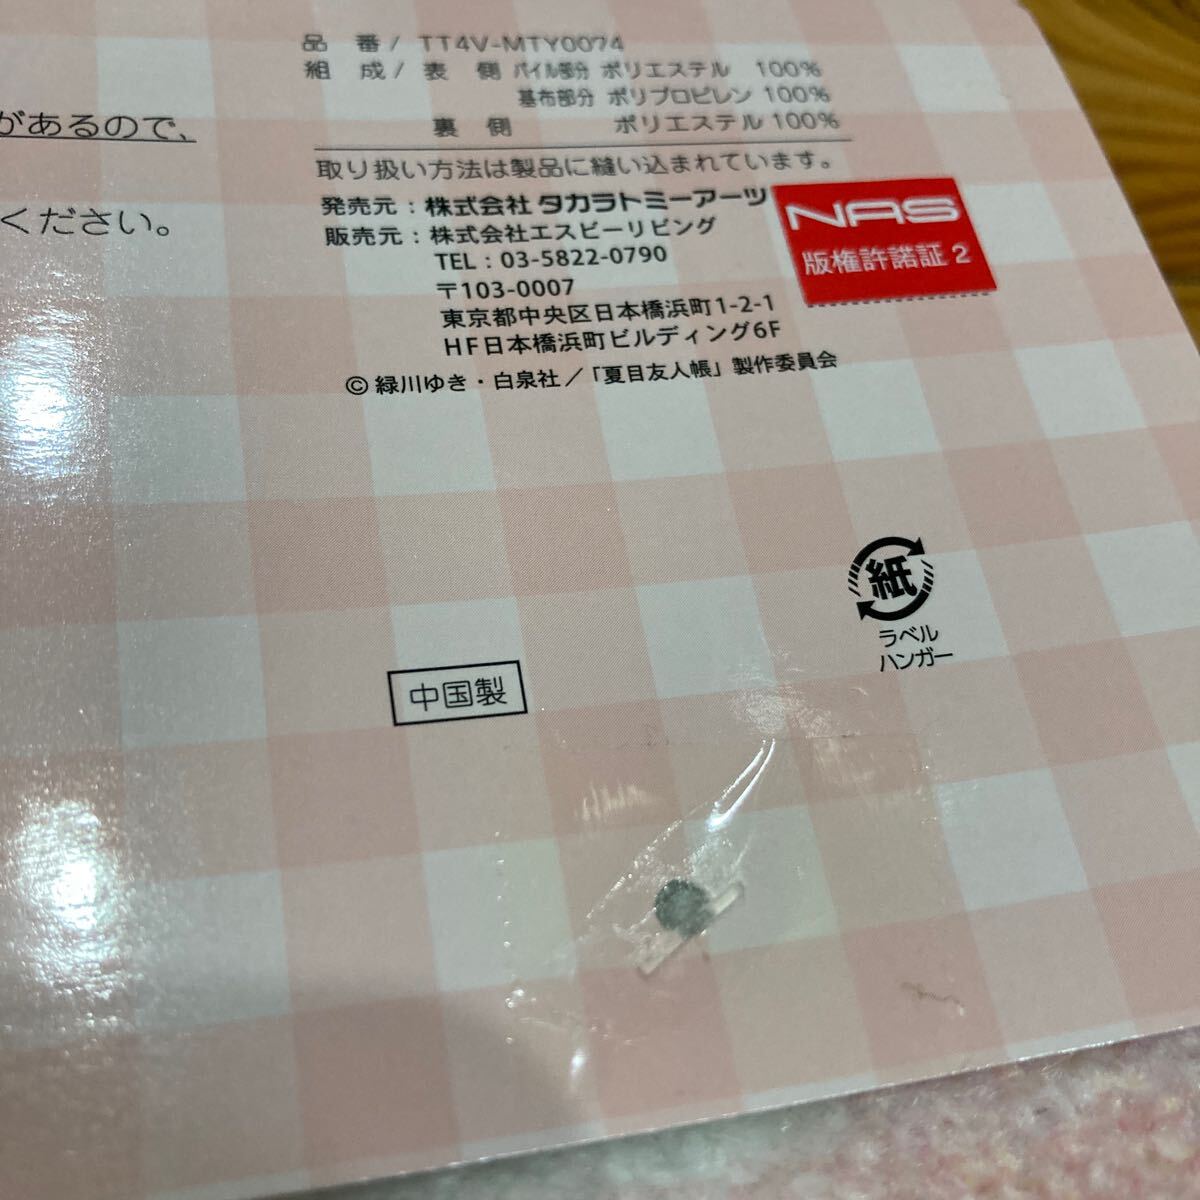 があるので、
ください。
品　番/　TT4V-MTY0074
組　成/　表　側　パイル部分　ポリエステル　100%
基布部分　ポリプロピレン　100%
裏　側　ポリエステル 100%
取り扱い方法は製品に縫い込まれています。
発売元：株式会社 タカラトミーアーツ
販売元：株式会社エスピーリビング
TEL：03-5822-0790
〒103-0007
東京都中央区日本橋浜町1-2-1
HF日本橋浜町ビルディング6F
©緑川ゆき・白泉社／「夏目友人帳」製作委員会
NAS
版権許諾証 2
紙
ラベル
ハンガー
中国製